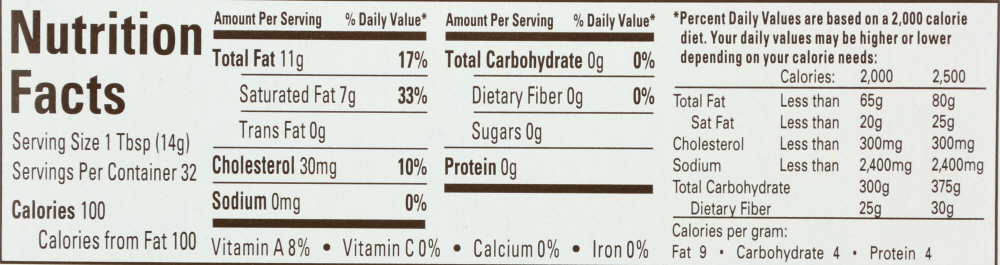 Nutrition
Facts
Serving Size 1 Tbsp (14g)
Servings Per Container 32
Calories 100
Calories from Fat 100
Amount Per Serving % Daily Value*
Total Fat 11g 17%
Saturated Fat 7g 33%
Trans Fat 0g
Cholesterol 30mg 10%
Sodium 0mg 0%
Amount Per Serving % Daily Value*
Total Carbohydrate 0g 0%
Dietary Fiber 0g 0%
Sugars 0g
Protein 0g
Vitamin A 8% • Vitamin C 0% • Calcium 0% • Iron 0%
*Percent Daily Values are based on a 2,000 calorie
diet. Your daily values may be higher or lower
depending on your calorie needs:
Calories: 2,000 2,500
Total Fat Less than 65g 80g
Sat Fat Less than 20g 25g
Cholesterol Less than 300mg 300mg
Sodium Less than 2,400mg 2,400mg
Total Carbohydrate 300g 375g
Dietary Fiber 25g 30g
Calories per gram:
Fat 9 • Carbohydrate 4 • Protein 4